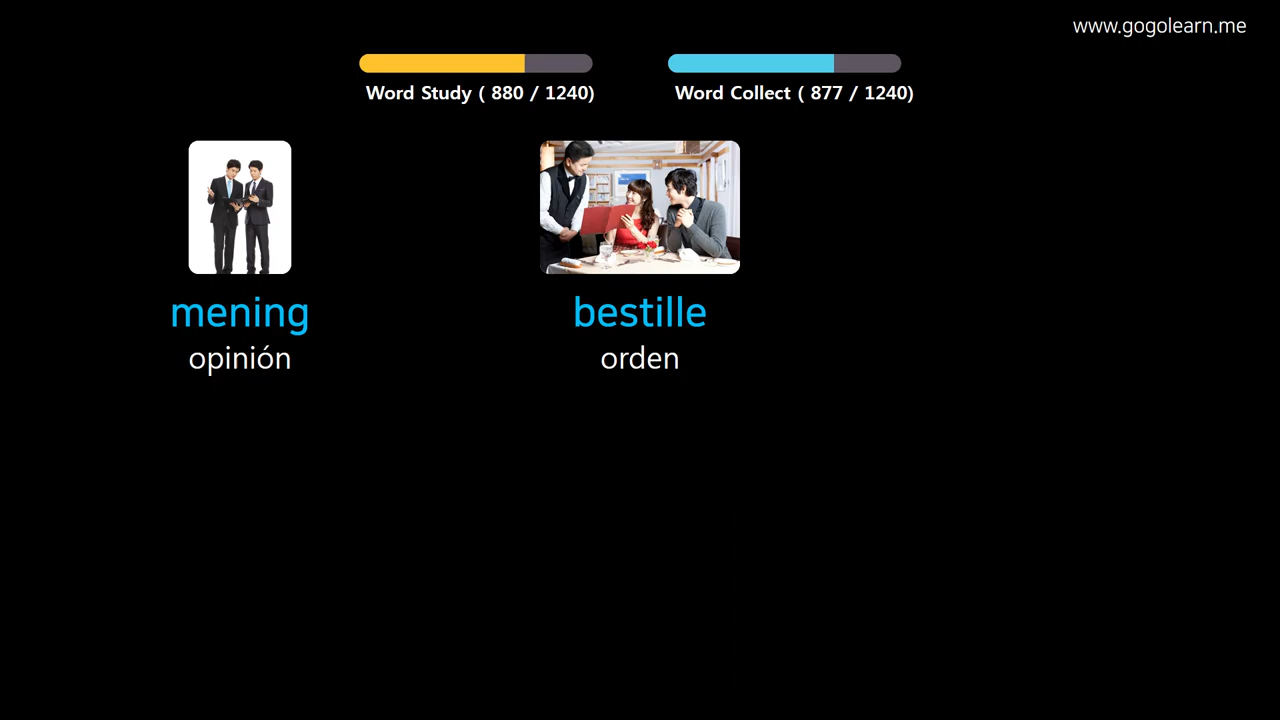 www.gogolearn.me
Word Study ( 880 / 1240)
Word Collect ( 877 / 1240)
mening
bestille
opinión
orden